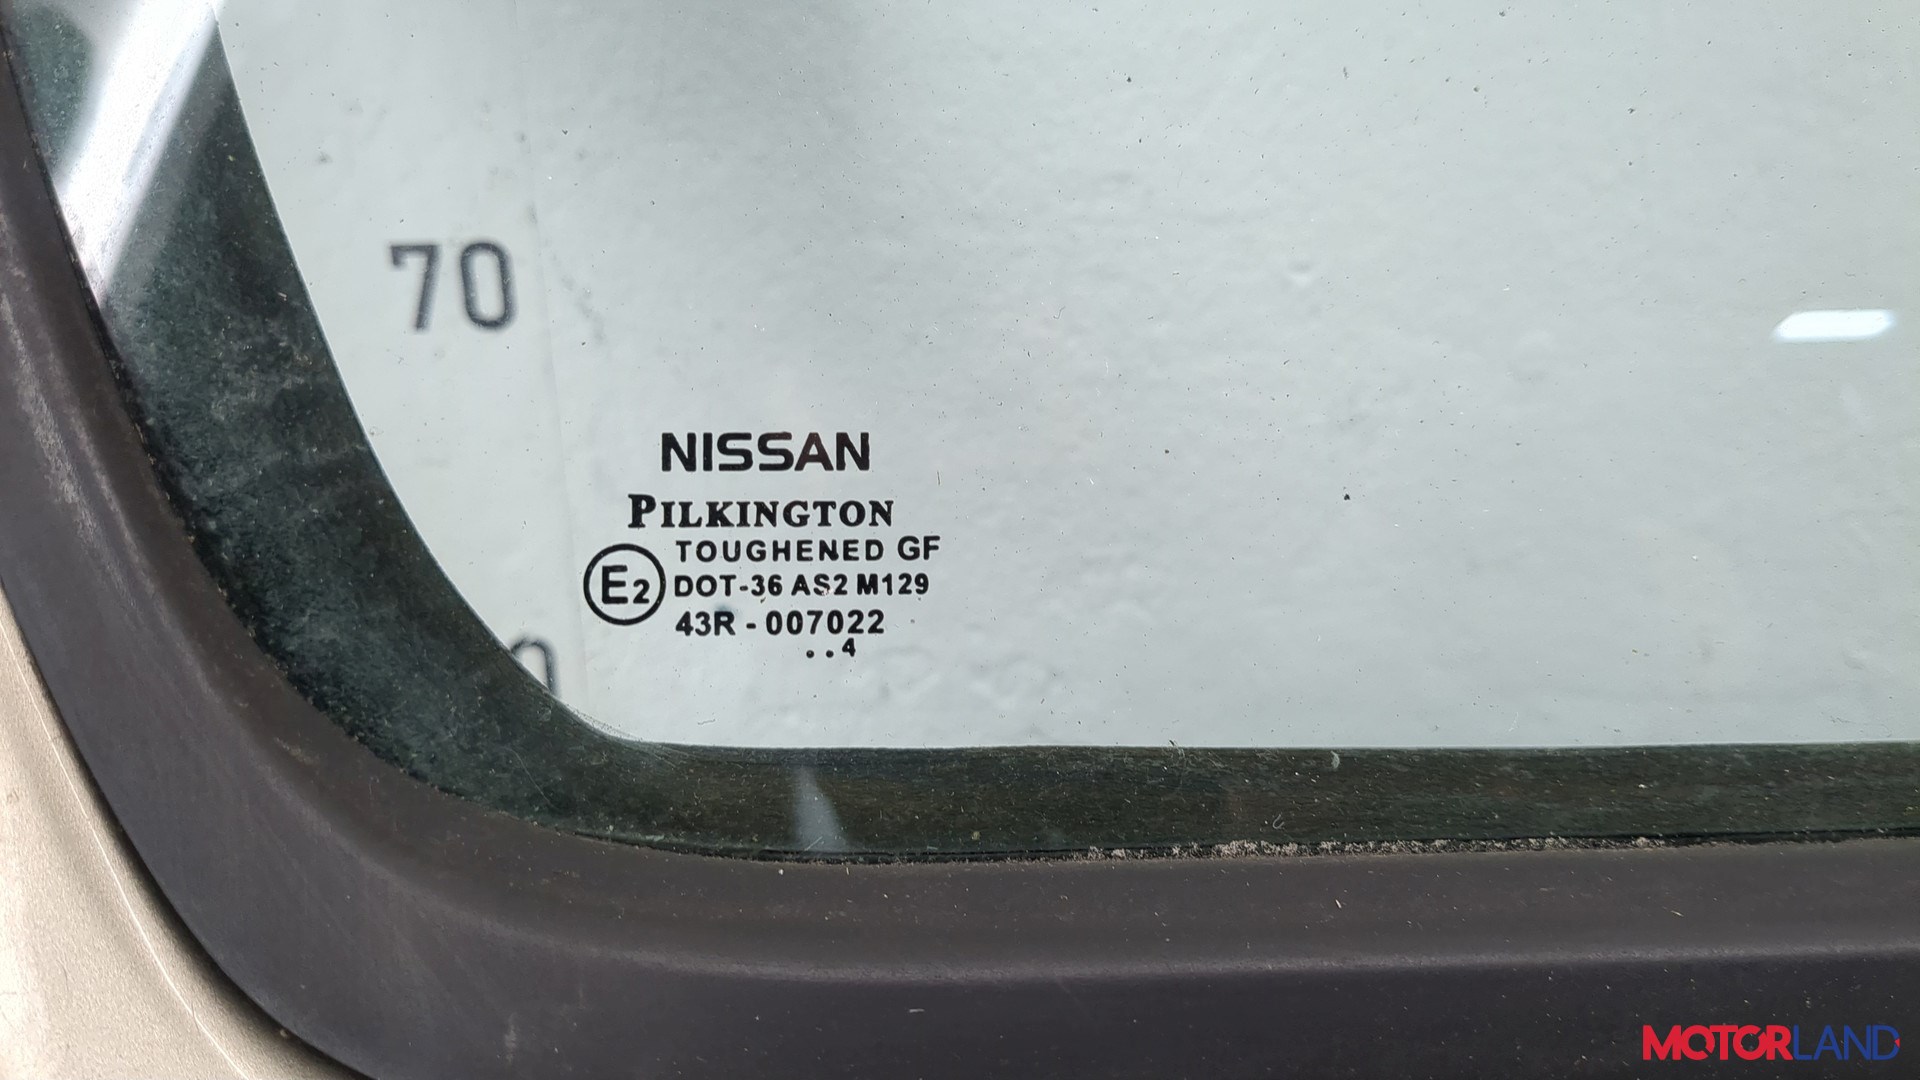 70
NISSAN
PILKINGTON
TOUGHENED GF
E2 DOT-36 AS2 M129
43R - 007022
. . 4
MOTORLAND